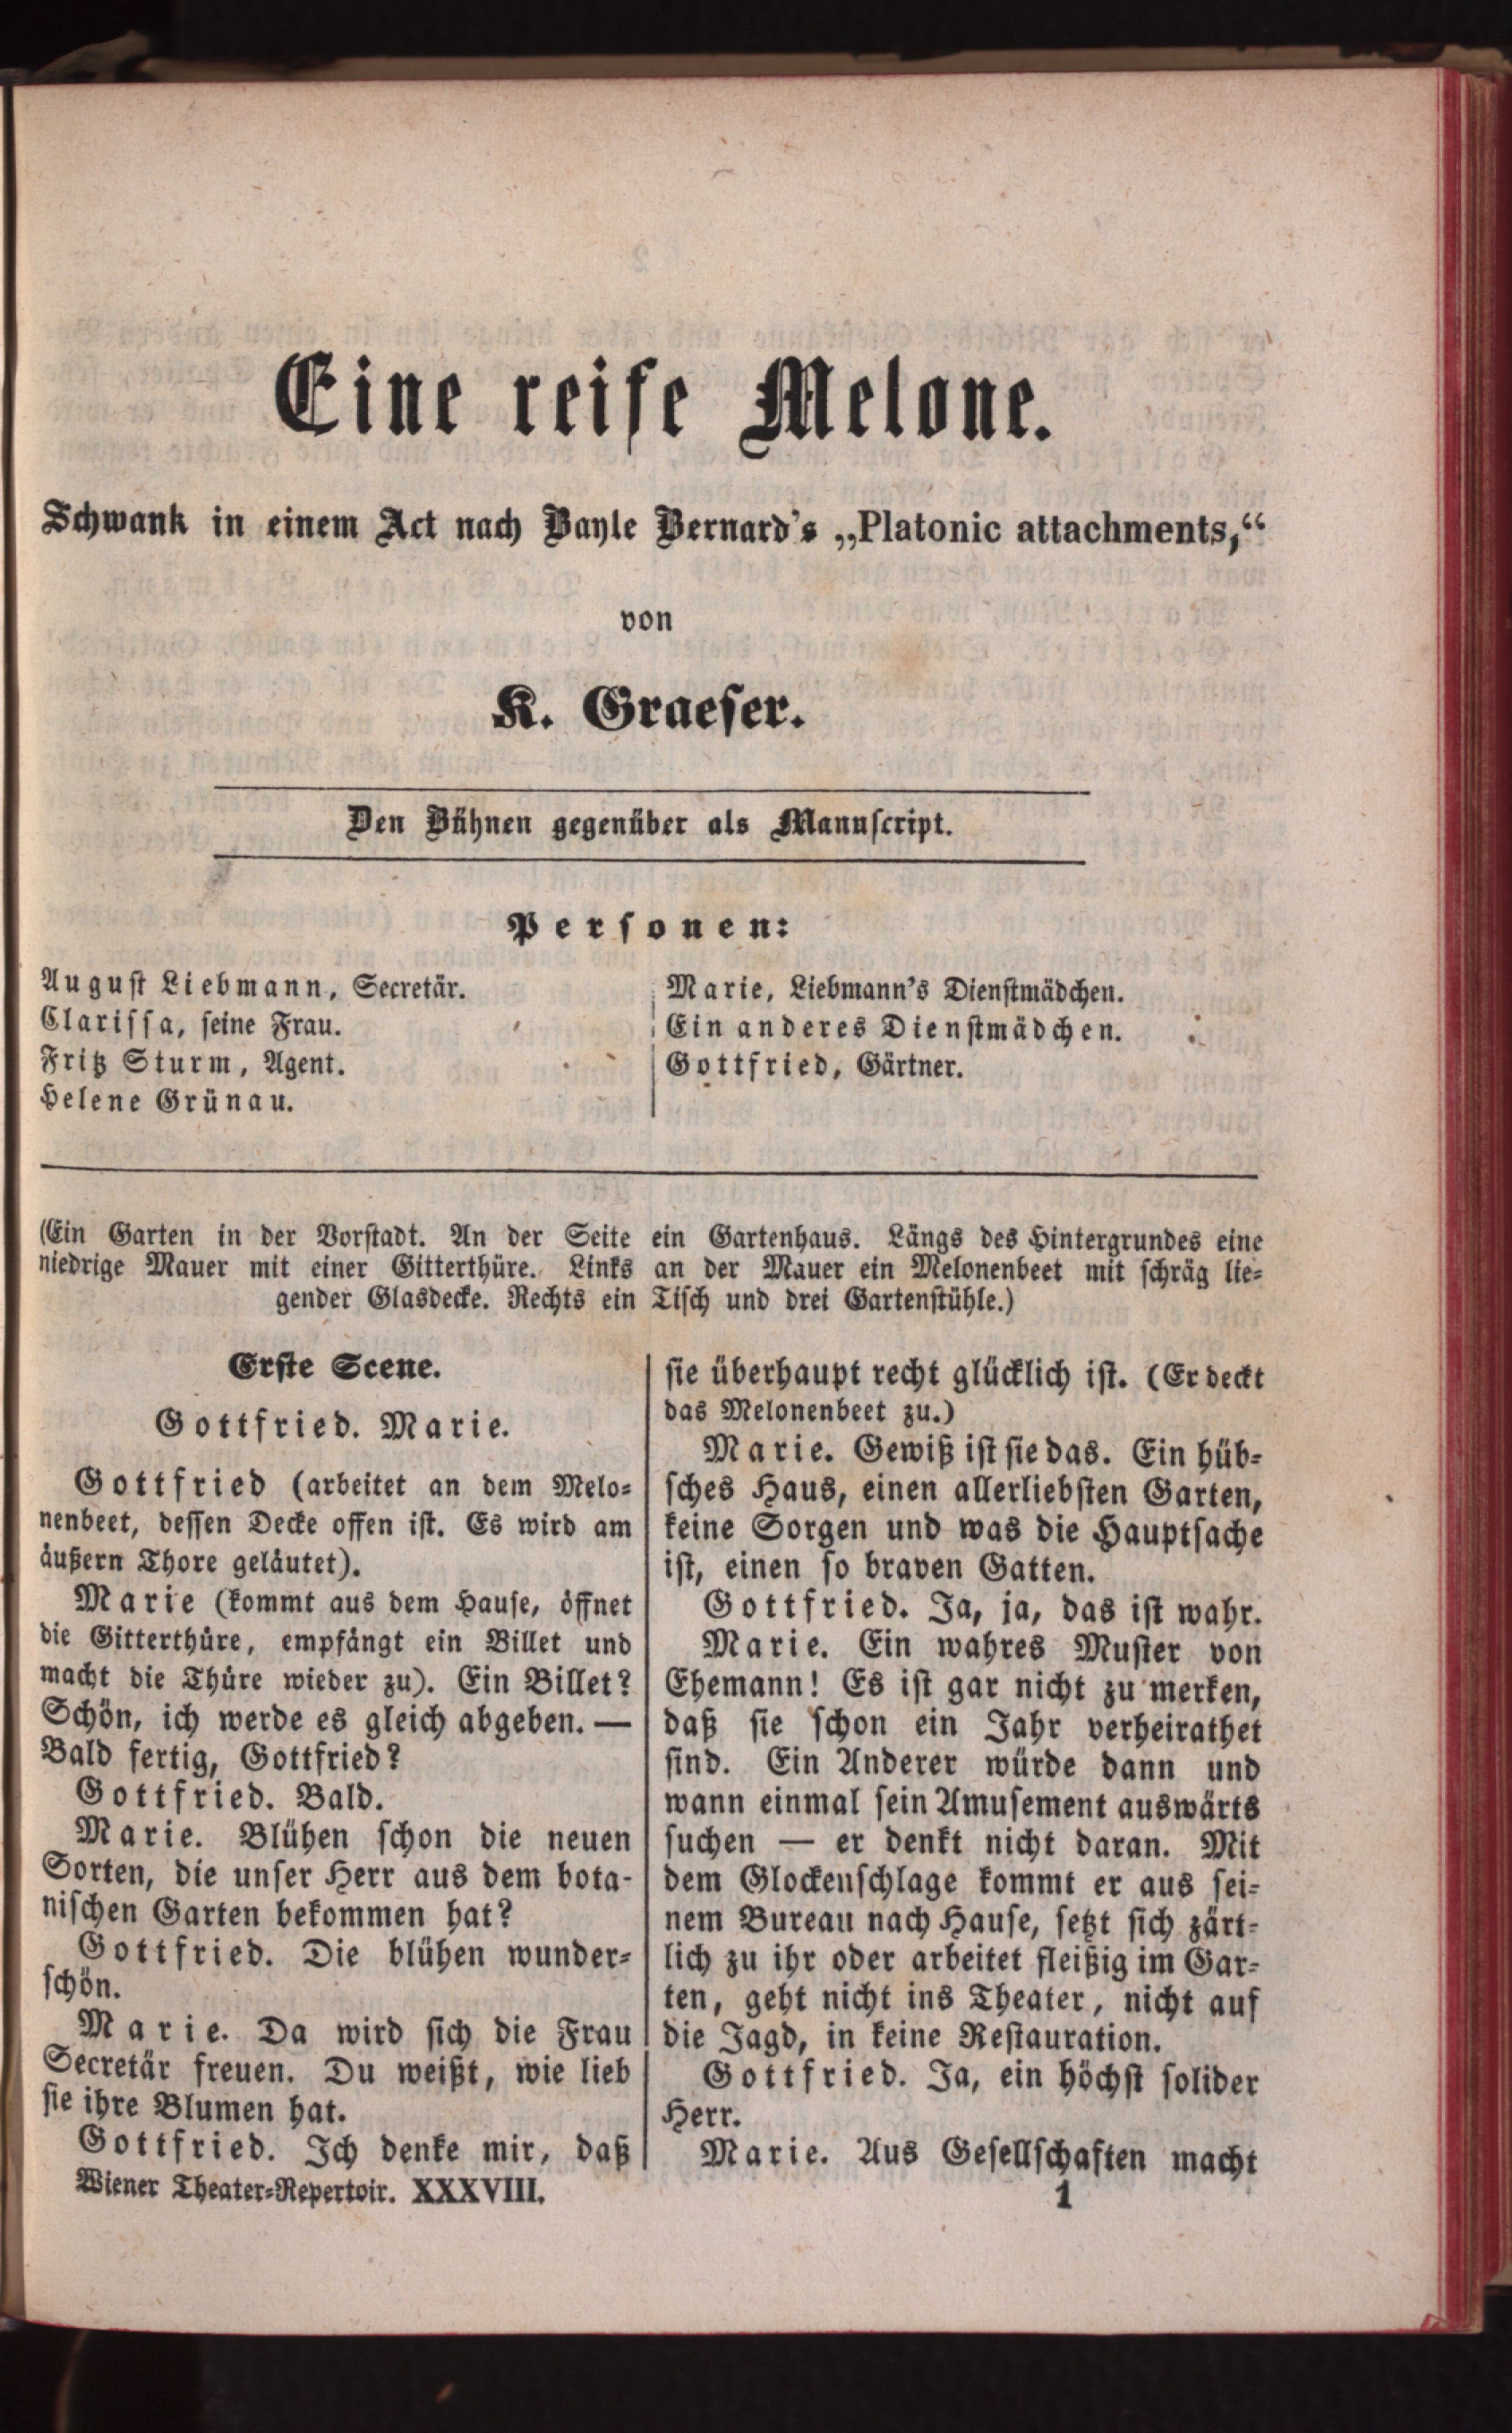 Eine reife Melone.
Schwank in einem Act nach Bayle Bernard's „Platonic attachments,“
von
K. Graeser.
Den Bühnen gegenüber als Manuscript.
Personen:
August Liebmann, Secretär.
Clarissa, seine Frau.
Fritz Sturm, Agent.
Helene Grünau.
Marie, Liebmann's Dienstmädchen.
Ein anderes Dienstmädchen.
Gottfried, Gärtner.
(Ein Garten in der Vorstadt. An der Seite ein Gartenhaus. Längs des Hintergrundes eine
niedrige Mauer mit einer Gitterthüre. Links an der Mauer ein Melonenbeet mit schräg lie-
gender Glasdecke. Rechts ein Tisch und drei Gartenstühle.)
Erste Scene.
Gottfried. Marie.
Gottfried (arbeitet an dem Melo-
nenbeet, dessen Decke offen ist. Es wird am
äußern Thore geläutet).
Marie (kommt aus dem Hause, öffnet
die Gitterthüre, empfängt ein Billet und
macht die Thüre wieder zu). Ein Billet?
Schön, ich werde es gleich abgeben. —
Bald fertig, Gottfried?
Gottfried. Bald.
Marie. Blühen schon die neuen
Sorten, die unser Herr aus dem bota-
nischen Garten bekommen hat?
Gottfried. Die blühen wunder-
schön.
Marie. Da wird sich die Frau
Secretär freuen. Du weißt, wie lieb
sie ihre Blumen hat.
Gottfried. Ich denke mir, daß
Wiener Theater-Repertoir. XXXVIII.
sie überhaupt recht glücklich ist. (Er deckt
das Melonenbeet zu.)
Marie. Gewiß ist sie das. Ein hüb-
sches Haus, einen allerliebsten Garten,
keine Sorgen und was die Hauptsache
ist, einen so braven Gatten.
Gottfried. Ja, ja, das ist wahr.
Marie. Ein wahres Muster von
Ehemann! Es ist gar nicht zu merken,
daß sie schon ein Jahr verheirathet
sind. Ein Anderer würde dann und
wann einmal sein Amusement auswärts
suchen — er denkt nicht daran. Mit
dem Glockenschlage kommt er aus sei-
nem Bureau nach Hause, setzt sich zärt-
lich zu ihr oder arbeitet fleißig im Gar-
ten, geht nicht ins Theater, nicht auf
die Jagd, in keine Restauration.
Gottfried. Ja, ein höchst solider
Herr.
Marie. Aus Gesellschaften macht
1